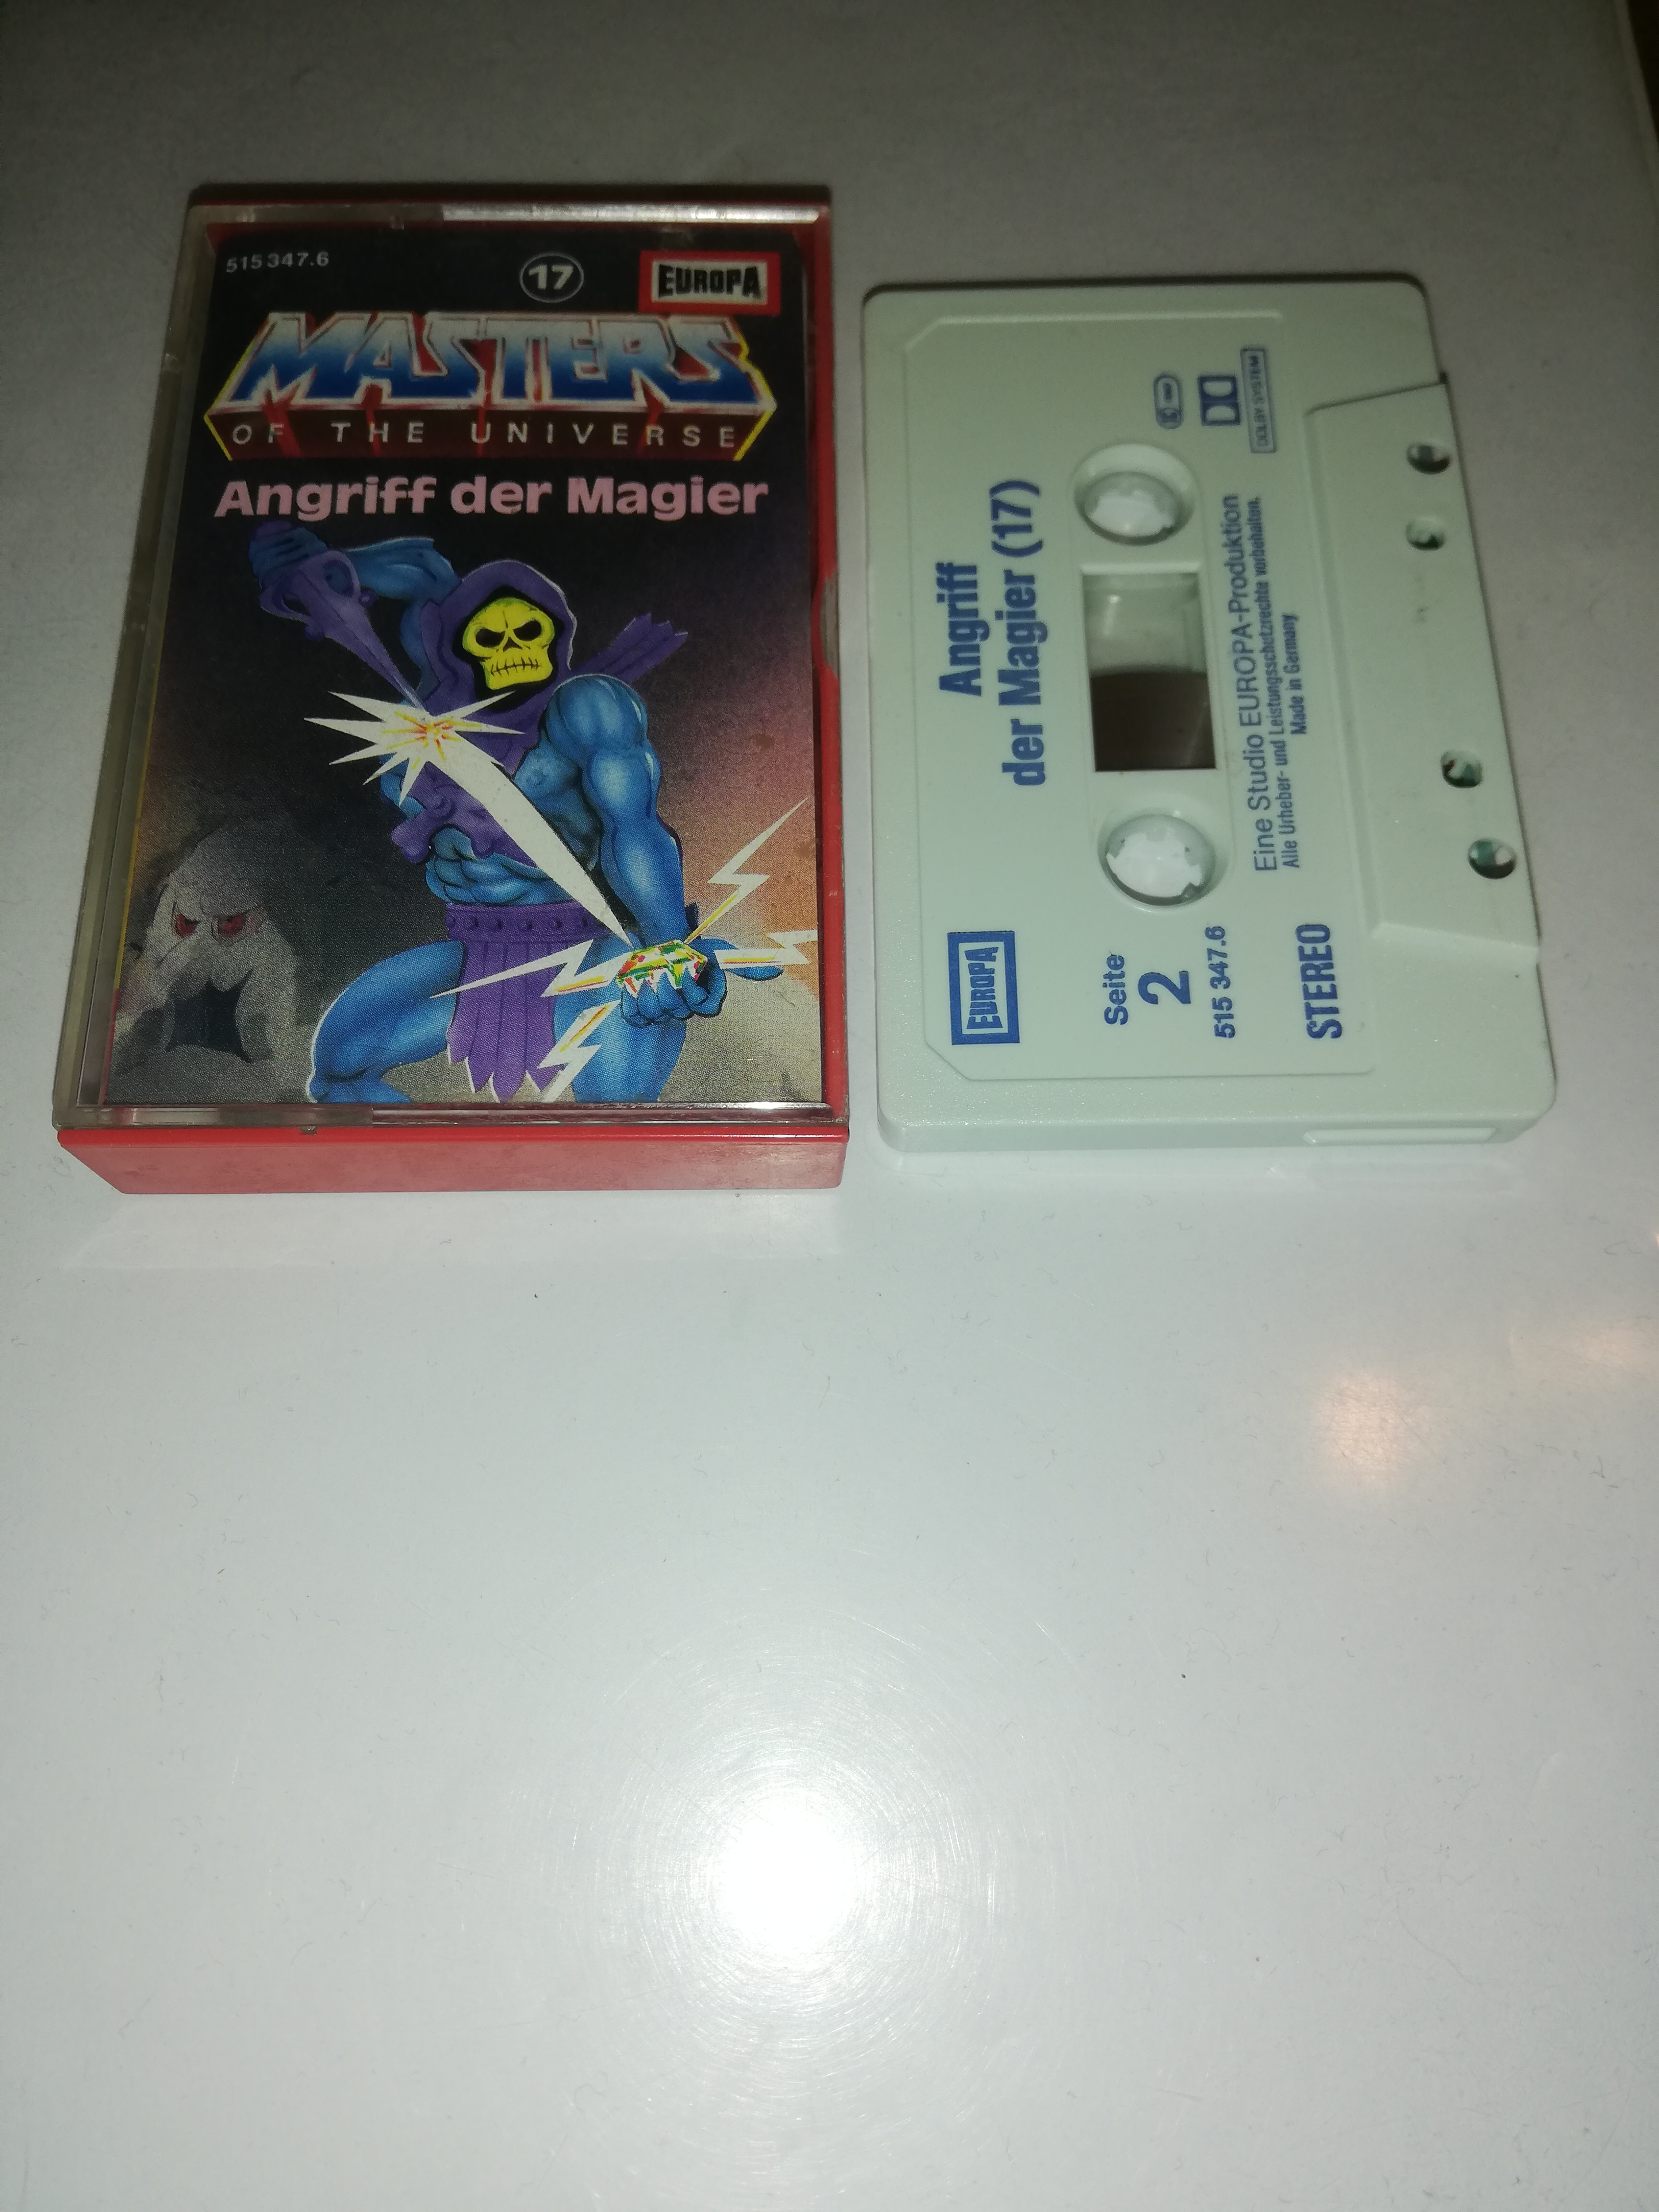 515 347.6
17
EUROPA
MASTERS
OF THE UNIVERSE
Angriff der Magier
Angriff
der Magier (17)
EUROPA
Seite
2
515 347.6
STEREO
Eine Studio EUROPA-Produktion
Alle Urheber- und Leistungsschutzrechte vorbehalten.
Made in Germany
DOLBY SYSTEM